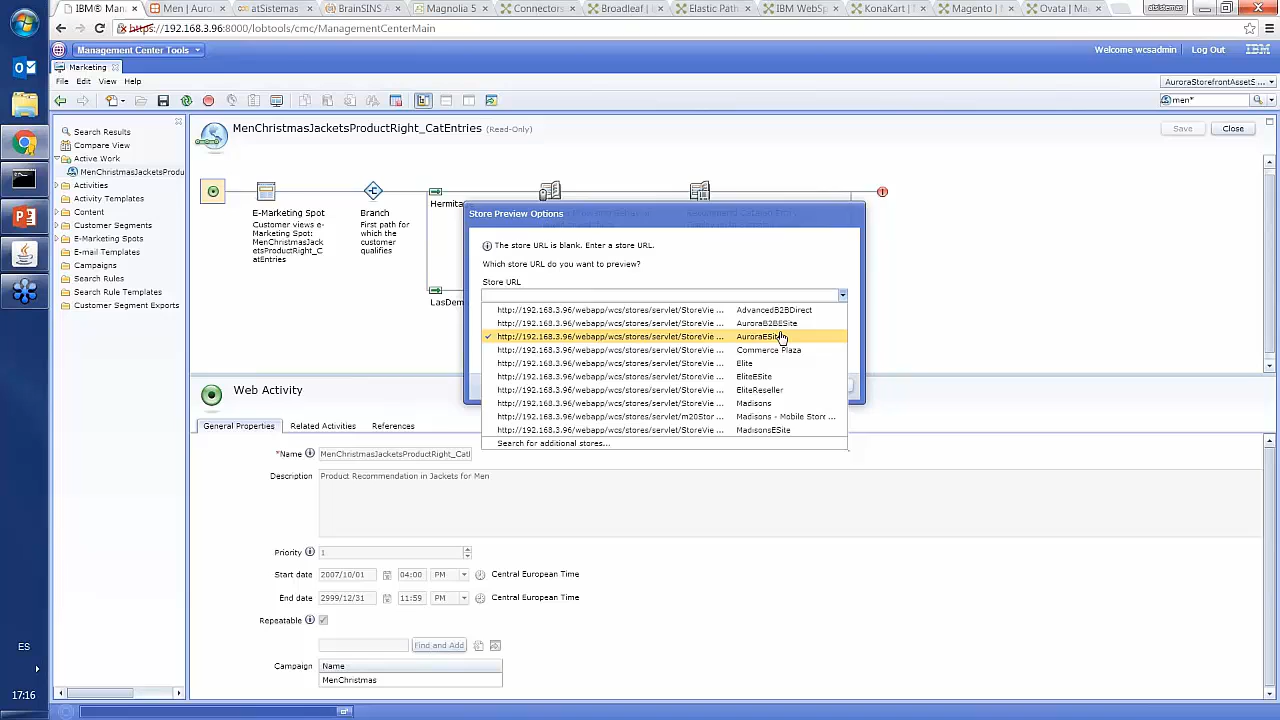 IBM® Mana
Men | Auro
atSistemas
BrainSINS
Magnolia 5
Connectors
Broadleaf |
Elastic Path
IBM WebSp
KonaKart |
Magento |
Ovata | Ma
atsistemas
https://192.168.3.96:8000/lobtools/cmc/ManagementCenterMain
Management Center Tools
Welcome wcsadmin
Log Out
IBM
Marketing
File Edit View Help
AuroraStorefrontAssetS...
men*
Search Results
Compare View
Active Work
MenChristmasJacketsProdu
Activities
Activity Templates
Content
Customer Segments
E-Marketing Spots
E-mail Templates
Campaigns
Search Rules
Search Rule Templates
Customer Segment Exports
MenChristmasJacketsProductRight_CatEntries (Read-Only)
Save
Close
E-Marketing Spot
Customer views e-
Marketing Spot:
MenChristmasJack
etsProductRight_C
atEntries
Branch
First path for
which the
customer
qualifies
Hermita
LasDem
Store Preview Options
The store URL is blank. Enter a store URL.
Which store URL do you want to preview?
Store URL
http://192.168.3.96/webapp/wcs/stores/servlet/StoreVie ... AdvancedB2BDirect
http://192.168.3.96/webapp/wcs/stores/servlet/StoreVie ... AuroraB2BESite
http://192.168.3.96/webapp/wcs/stores/servlet/StoreVie ... AuroraESite
http://192.168.3.96/webapp/wcs/stores/servlet/StoreVie ... Commerce Plaza
http://192.168.3.96/webapp/wcs/stores/servlet/StoreVie ... Elite
http://192.168.3.96/webapp/wcs/stores/servlet/StoreVie ... EliteESite
http://192.168.3.96/webapp/wcs/stores/servlet/StoreVie ... EliteReseller
http://192.168.3.96/webapp/wcs/stores/servlet/StoreVie ... Madisons
http://192.168.3.96/webapp/wcs/stores/servlet/m20Stor ... Madisons - Mobile Store ...
http://192.168.3.96/webapp/wcs/stores/servlet/StoreVie ... MadisonsESite
Search for additional stores...
Web Activity
General Properties
Related Activities
References
*Name
MenChristmasJacketsProductRight_CatI
Description
Product Recommendation in Jackets for Men
Priority
1
Start date
2007/10/01
04:00
PM
Central European Time
End date
2999/12/31
11:59
PM
Central European Time
Repeatable
Find and Add
Campaign
Name
MenChristmas
ES
17:16